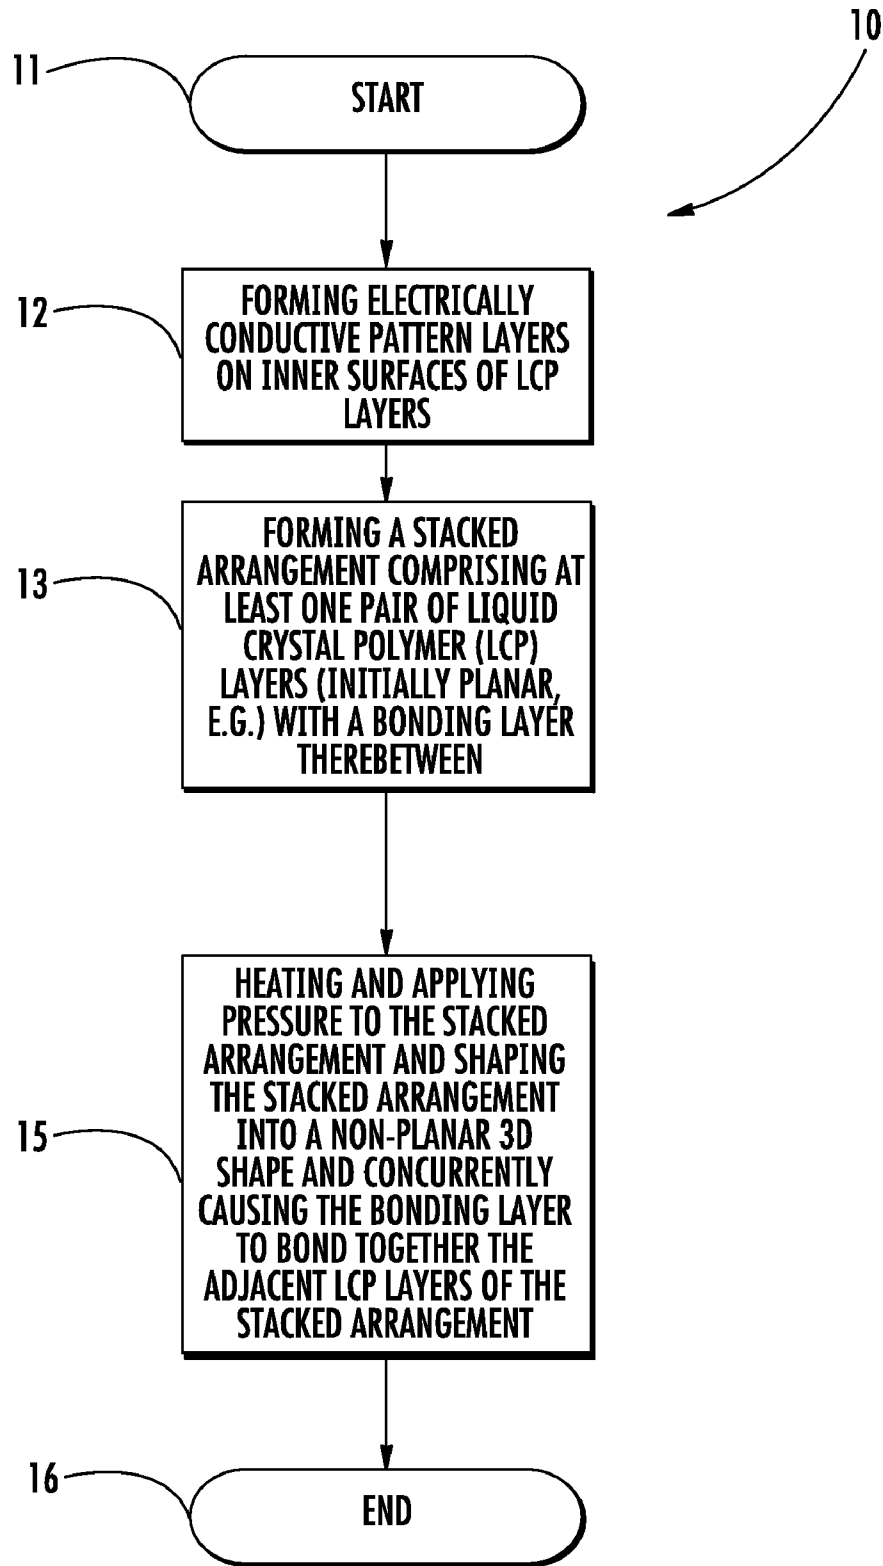 10
11
START
12
FORMING ELECTRICALLY
CONDUCTIVE PATTERN LAYERS
ON INNER SURFACES OF LCP
LAYERS
13
FORMING A STACKED
ARRANGEMENT COMPRISING AT
LEAST ONE PAIR OF LIQUID
CRYSTAL POLYMER (LCP)
LAYERS (INITIALLY PLANAR,
E.G.) WITH A BONDING LAYER
THEREBETWEEN
15
HEATING AND APPLYING
PRESSURE TO THE STACKED
ARRANGEMENT AND SHAPING
THE STACKED ARRANGEMENT
INTO A NON-PLANAR 3D
SHAPE AND CONCURRENTLY
CAUSING THE BONDING LAYER
TO BOND TOGETHER THE
ADJACENT LCP LAYERS OF THE
STACKED ARRANGEMENT
16
END